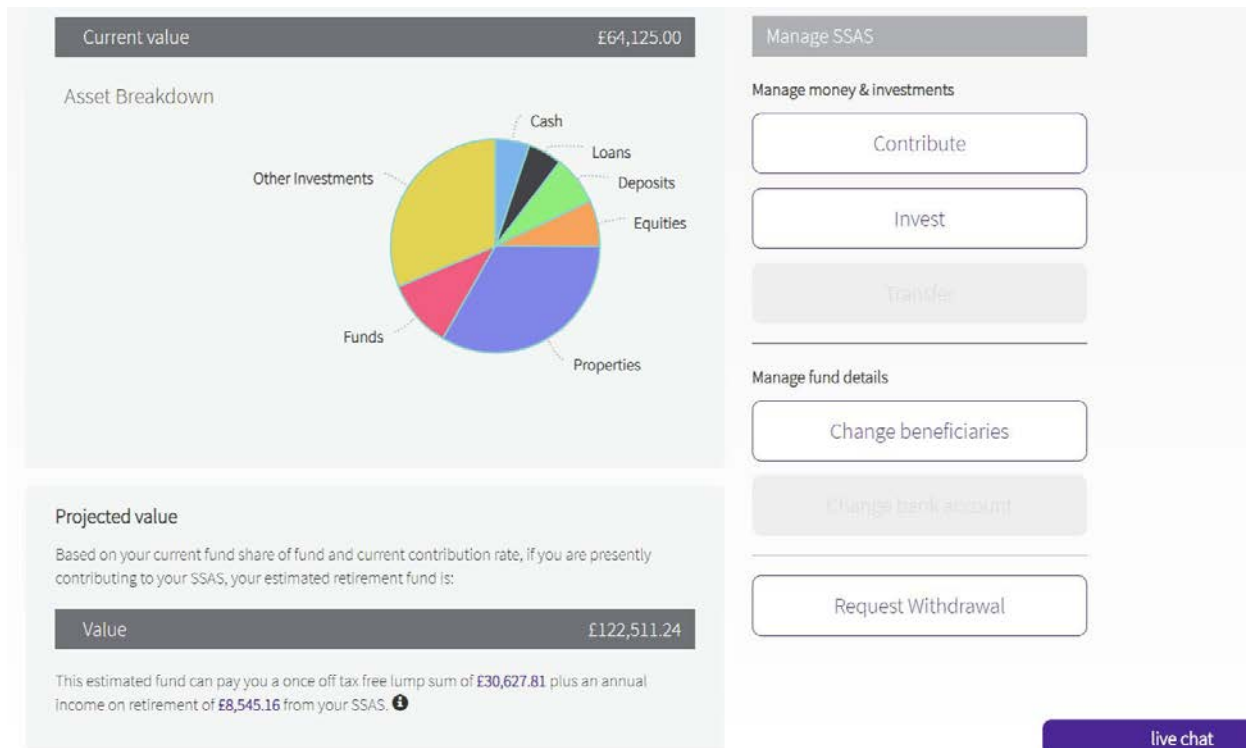 Current value £64,125.00
Asset Breakdown
Cash
Loans
Deposits
Equities
Other Investments
Funds
Properties
Projected value
Based on your current fund share of fund and current contribution rate, if you are presently
contributing to your SSAS, your estimated retirement fund is:
Value £122,511.24
This estimated fund can pay you a once off tax free lump sum of £30,627.81 plus an annual
income on retirement of £8,545.16 from your SSAS.
Manage SSAS
Manage money & investments
Contribute
Invest
Transfer
Manage fund details
Change beneficiaries
Change bank account
Request Withdrawal
live chat